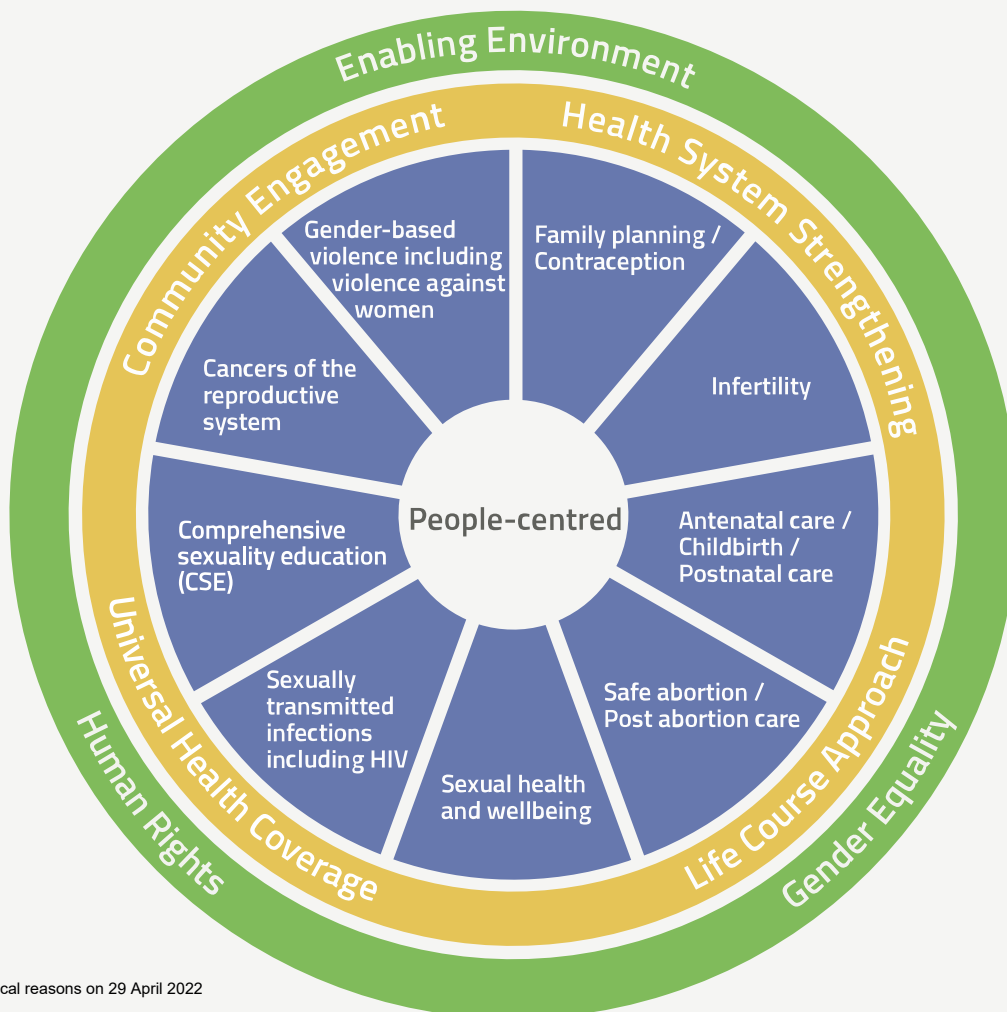 Enabling Environment
Community Engagement
Health System Strengthening
Gender-based
violence including
violence against
women
Family planning /
Contraception
Cancers of the
reproductive
system
Infertility
People-centred
Comprehensive
sexuality education
(CSE)
Antenatal care /
Childbirth /
Postnatal care
Sexually
transmitted
infections
including HIV
Safe abortion /
Post abortion care
Sexual health
and wellbeing
Universal Health Coverage
Life Course Approach
Human Rights
Gender Equality
cal reasons on 29 April 2022